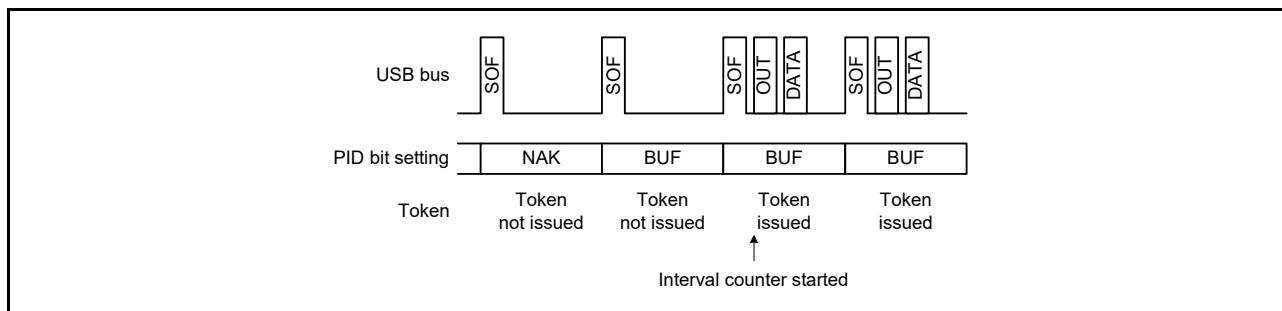 USB bus
SOF
SOF
SOF
OUT
DATA
SOF
OUT
DATA
PID bit setting
NAK
BUF
BUF
BUF
Token
Token
not issued
Token
not issued
Token
issued
Token
issued
Interval counter started